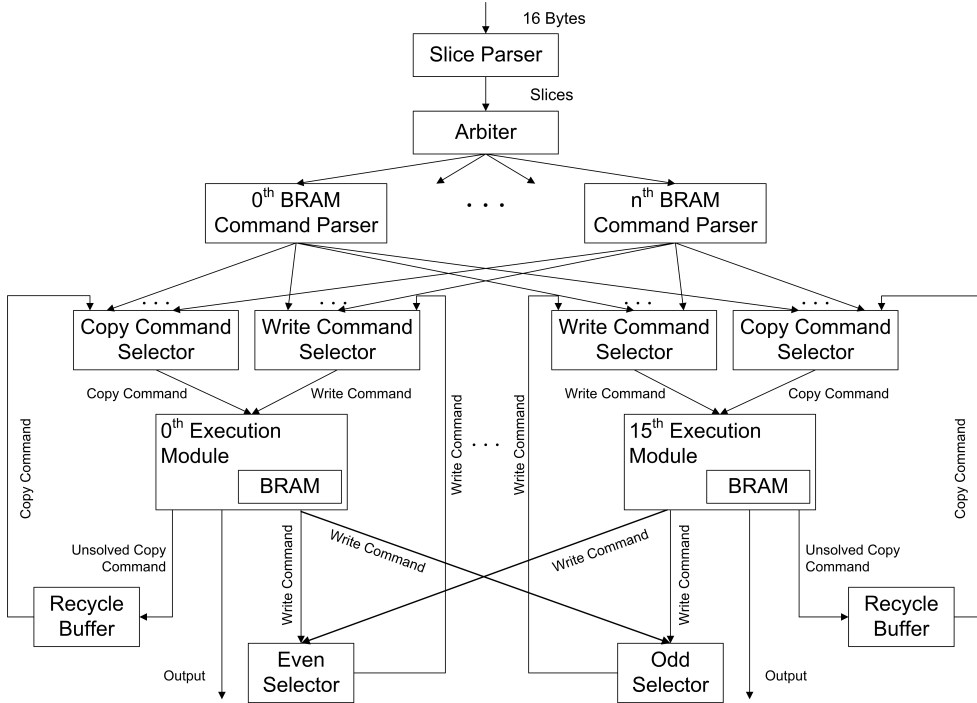 16 Bytes
Slice Parser
Slices
Arbiter
0th BRAM
Command Parser
. . .
nth BRAM
Command Parser
. . .
. . .
. . .
. . .
Copy Command
Selector
Write Command
Selector
Write Command
Selector
Copy Command
Selector
Copy Command
Write Command
Write Command
Copy Command
0th Execution
Module
BRAM
. . .
15th Execution
Module
BRAM
Copy Command
Write Command
Write Command
Copy Command
Unsolved Copy
Command
Write Command
Write Command
Write Command
Write Command
Unsolved Copy
Command
Recycle
Buffer
Recycle
Buffer
Output
Even
Selector
Odd
Selector
Output